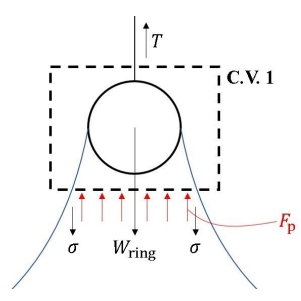 T
C.V. 1
F_p
σ W_ring σ